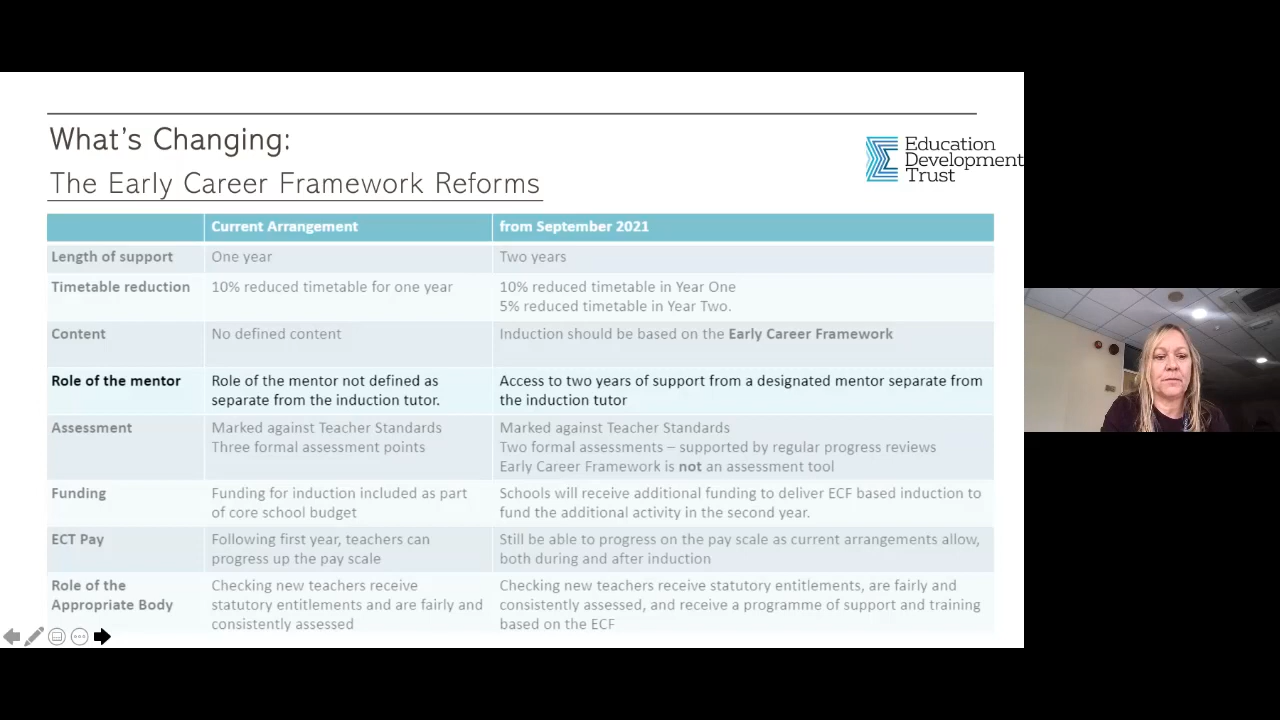 What's Changing:
The Early Career Framework Reforms
Education
Development
Trust
Current Arrangement
from September 2021
Length of support
One year
Two years
Timetable reduction
10% reduced timetable for one year
10% reduced timetable in Year One
5% reduced timetable in Year Two.
Content
No defined content
Induction should be based on the Early Career Framework
Role of the mentor
Role of the mentor not defined as
separate from the induction tutor.
Access to two years of support from a designated mentor separate from
the induction tutor
Assessment
Marked against Teacher Standards
Three formal assessment points
Marked against Teacher Standards
Two formal assessments – supported by regular progress reviews
Early Career Framework is not an assessment tool
Funding
Funding for induction included as part
of core school budget
Schools will receive additional funding to deliver ECF based induction to
fund the additional activity in the second year.
ECT Pay
Following first year, teachers can
progress up the pay scale
Still be able to progress on the pay scale as current arrangements allow,
both during and after induction
Role of the
Appropriate Body
Checking new teachers receive
statutory entitlements and are fairly and
consistently assessed
Checking new teachers receive statutory entitlements, are fairly and
consistently assessed, and receive a programme of support and training
based on the ECF